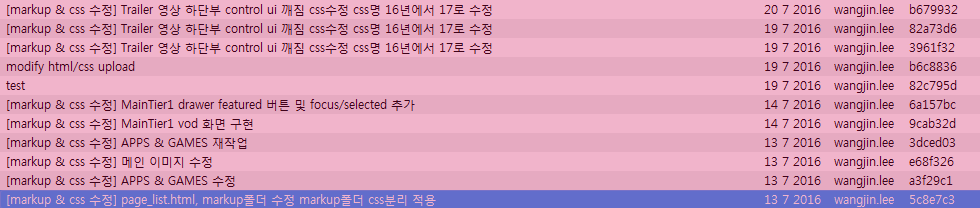 [markup & css 수정] Trailer 영상 하단부 control ui 깨짐 css수정 css명 16년에서 17로 수정 20 7 2016 wangjin.lee b679932
[markup & css 수정] Trailer 영상 하단부 control ui 깨짐 css수정 css명 16년에서 17로 수정 19 7 2016 wangjin.lee 82a73d6
[markup & css 수정] Trailer 영상 하단부 control ui 깨짐 css수정 css명 16년에서 17로 수정 19 7 2016 wangjin.lee 3961f32
modify html/css upload 19 7 2016 wangjin.lee b6c8836
test 19 7 2016 wangjin.lee 82c795d
[markup & css 수정] MainTier1 drawer featured 버튼 및 focus/selected 추가 14 7 2016 wangjin.lee 6a157bc
[markup & css 수정] MainTier1 vod 화면 구현 14 7 2016 wangjin.lee 9cab32d
[markup & css 수정] APPS & GAMES 재작업 13 7 2016 wangjin.lee 3dced03
[markup & css 수정] 메인 이미지 수정 13 7 2016 wangjin.lee e68f326
[markup & css 수정] APPS & GAMES 수정 13 7 2016 wangjin.lee a3f29c1
[markup & css 수정] page_list.html, markup폴더 수정 markup폴더 css분리 적용 13 7 2016 wangjin.lee 5c8e7c3